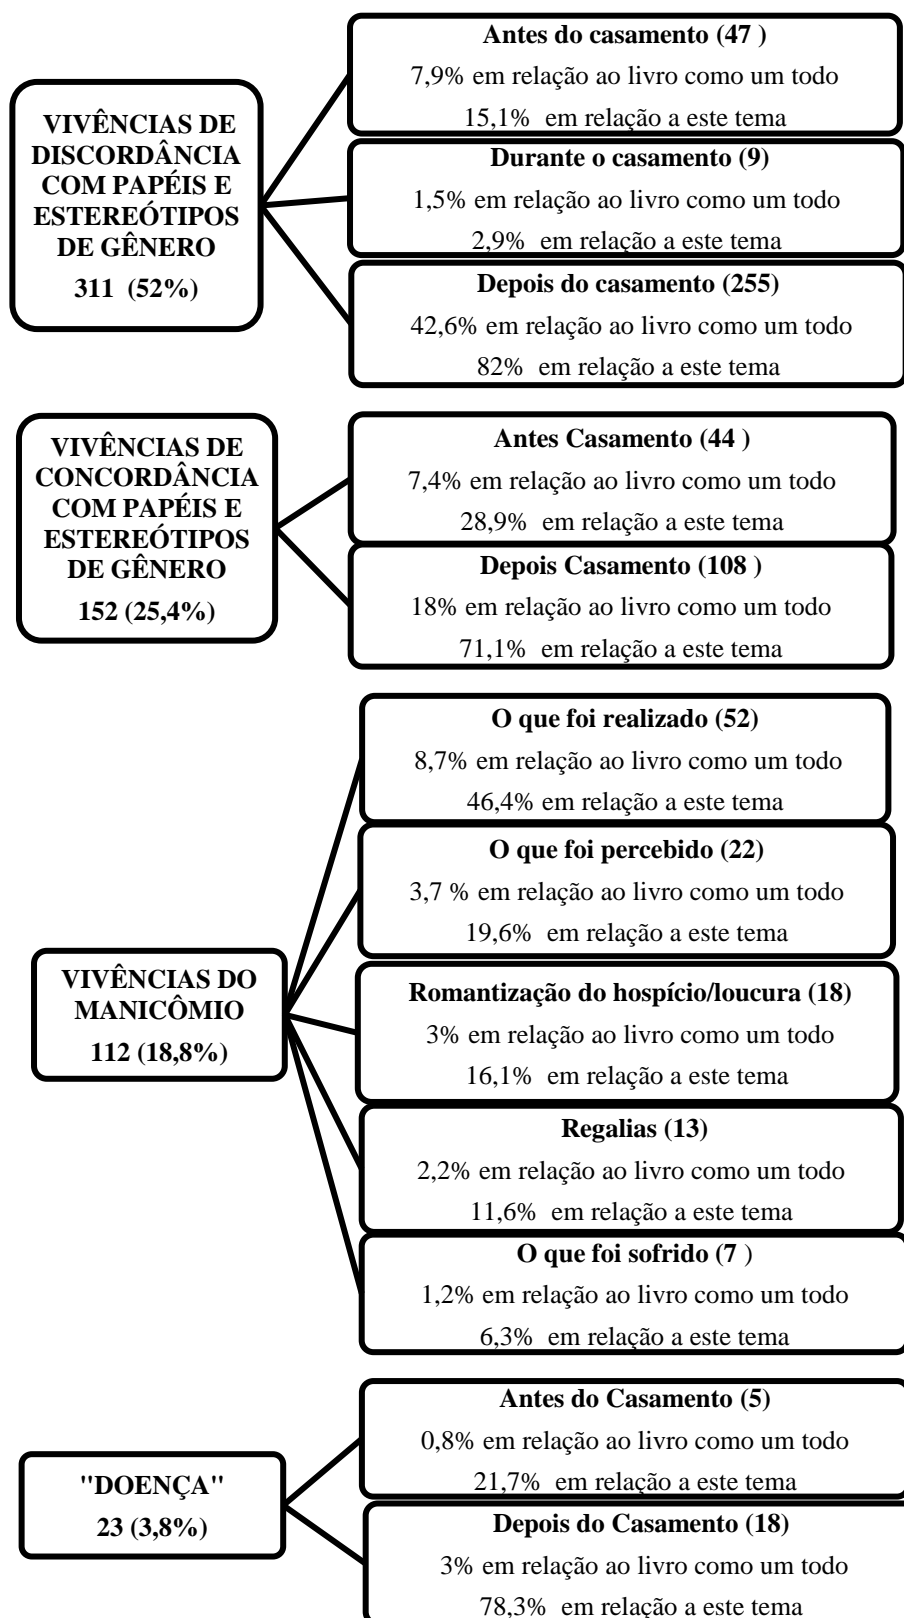 VIVÊNCIAS DE
DISCORDÂNCIA
COM PAPÉIS E
ESTEREÓTIPOS
DE GÊNERO
311 (52%)
Antes do casamento (47 )
7,9% em relação ao livro como um todo
15,1% em relação a este tema
Durante o casamento (9)
1,5% em relação ao livro como um todo
2,9% em relação a este tema
Depois do casamento (255)
42,6% em relação ao livro como um todo
82% em relação a este tema
VIVÊNCIAS DE
CONCORDÂNCIA
COM PAPÉIS E
ESTEREÓTIPOS
DE GÊNERO
152 (25,4%)
Antes Casamento (44 )
7,4% em relação ao livro como um todo
28,9% em relação a este tema
Depois Casamento (108 )
18% em relação ao livro como um todo
71,1% em relação a este tema
VIVÊNCIAS DO
MANICÔMIO
112 (18,8%)
O que foi realizado (52)
8,7% em relação ao livro como um todo
46,4% em relação a este tema
O que foi percebido (22)
3,7 % em relação ao livro como um todo
19,6% em relação a este tema
Romantização do hospício/loucura (18)
3% em relação ao livro como um todo
16,1% em relação a este tema
Regalias (13)
2,2% em relação ao livro como um todo
11,6% em relação a este tema
O que foi sofrido (7 )
1,2% em relação ao livro como um todo
6,3% em relação a este tema
"DOENÇA"
23 (3,8%)
Antes do Casamento (5)
0,8% em relação ao livro como um todo
21,7% em relação a este tema
Depois do Casamento (18)
3% em relação ao livro como um todo
78,3% em relação a este tema